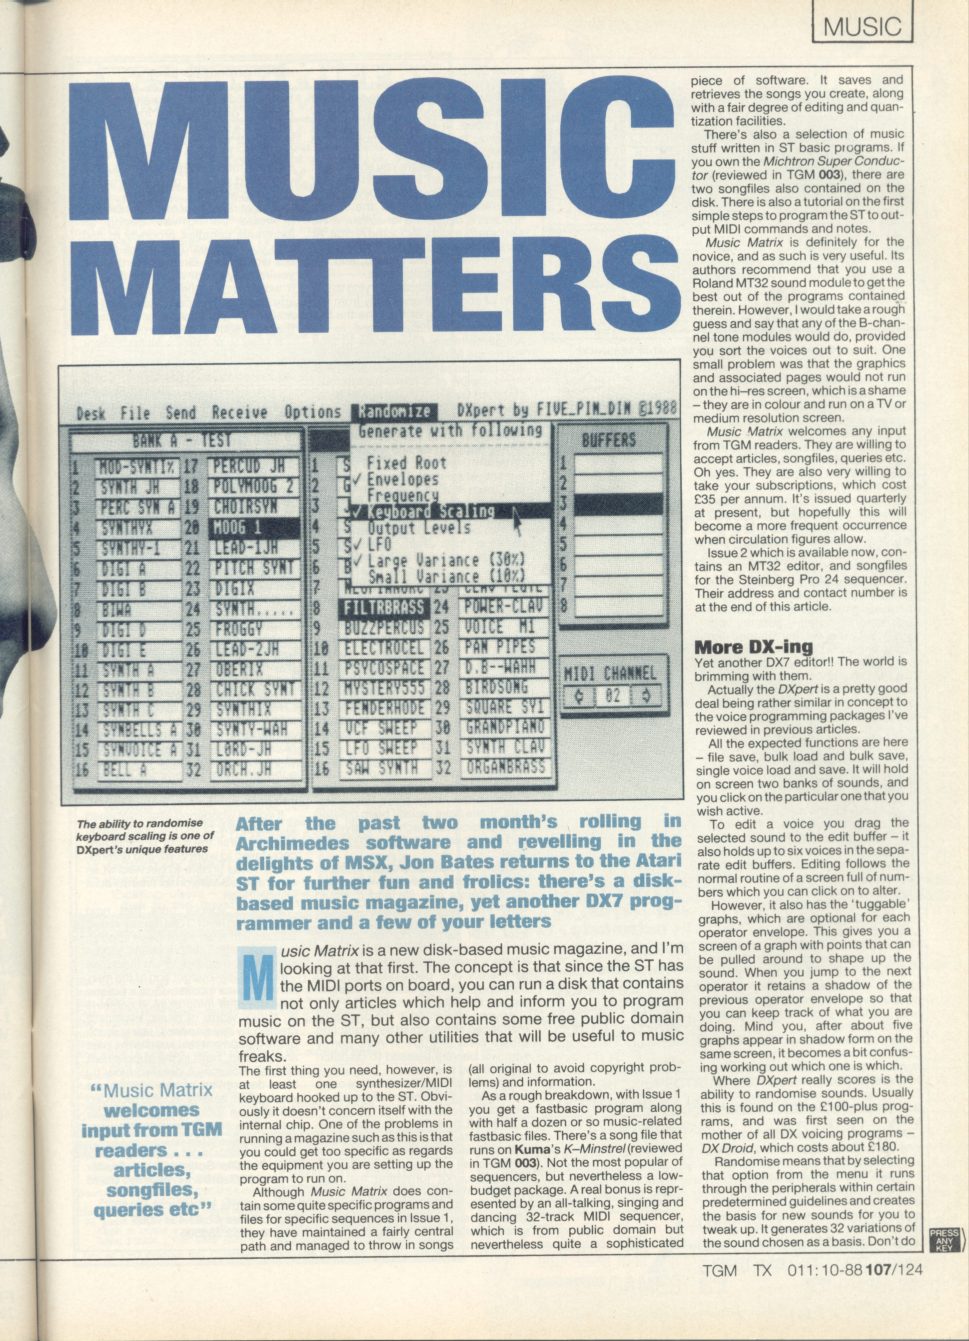 MUSIC
MUSIC
MATTERS
Desk File Send Receive Options Randomize DXpert by FIVE_PIN_DIN ©1988
BANK A - TEST
1 MOD-SYNTI% 17 PERCUD JH
2 SYNTH JH 18 POLYMOOG 2
3 PERC SYN A 19 CHOIRSYN
4 SYNTHYX 20 MOOG 1
5 SYNTHY-1 21 LEAD-1JH
6 DIGI A 22 PITCH SYNT
7 DIGI B 23 DIGIX
8 BIWA 24 SYNTH.....
9 DIGI D 25 FROGGY
10 DIGI E 26 LEAD-2JH
11 SYNTH A 27 OBERIX
12 SYNTH B 28 CHICK SYNT
13 SYNTH C 29 SYNTHIX
14 SYNBELLS A 30 SYNTY-WAH
15 SYNVOICE A 31 LORD-JH
16 BELL A 32 ORCH.JH
Generate with following
Fixed Root
✓ Envelopes
Frequency
✓ Keyboard Scaling
Output Levels
✓ LFO
✓ Large Variance (30%)
Small Variance (10%)
1 S
2 G
3
4 S
5 S
6 B
7
8 FILTRBRASS 24 POWER-CLAV
9 BUZZPERCUS 25 VOICE M1
10 ELECTROCEL 26 PAN PIPES
11 PSYCOSPACE 27 D.B--WAHH
12 MYSTERY555 28 BIRDSONG
13 FENDERHODE 29 SQUARE SY1
14 VCF SWEEP 30 GRANDPIANO
15 LFO SWEEP 31 SYNTH CLAV
16 SAW SYNTH 32 ORGANBRASS
BUFFERS
1
2
3
4
5
6
7
8
MIDI CHANNEL
02
The ability to randomise
keyboard scaling is one of
DXpert's unique features
After the past two month's rolling in
Archimedes software and revelling in the
delights of MSX, Jon Bates returns to the Atari
ST for further fun and frolics: there's a disk-
based music magazine, yet another DX7 prog-
rammer and a few of your letters
Music Matrix is a new disk-based music magazine, and I'm
looking at that first. The concept is that since the ST has
the MIDI ports on board, you can run a disk that contains
not only articles which help and inform you to program
music on the ST, but also contains some free public domain
software and many other utilities that will be useful to music
freaks.
The first thing you need, however, is
at least one synthesizer/MIDI
keyboard hooked up to the ST. Obvi-
ously it doesn't concern itself with the
internal chip. One of the problems in
running a magazine such as this is that
you could get too specific as regards
the equipment you are setting up the
program to run on.
Although Music Matrix does con-
tain some quite specific programs and
files for specific sequences in Issue 1,
they have maintained a fairly central
path and managed to throw in songs
“Music Matrix
welcomes
input from TGM
readers . . .
articles,
songfiles,
queries etc”
(all original to avoid copyright prob-
lems) and information.
As a rough breakdown, with Issue 1
you get a fastbasic program along
with half a dozen or so music-related
fastbasic files. There's a song file that
runs on Kuma's K–Minstrel (reviewed
in TGM 003). Not the most popular of
sequencers, but nevertheless a low-
budget package. A real bonus is repr-
esented by an all-talking, singing and
dancing 32-track MIDI sequencer,
which is from public domain but
nevertheless quite a sophisticated
piece of software. It saves and
retrieves the songs you create, along
with a fair degree of editing and quan-
tization facilities.
There's also a selection of music
stuff written in ST basic programs. If
you own the Michtron Super Conduc-
tor (reviewed in TGM 003), there are
two songfiles also contained on the
disk. There is also a tutorial on the first
simple steps to program the ST to out-
put MIDI commands and notes.
Music Matrix is definitely for the
novice, and as such is very useful. Its
authors recommend that you use a
Roland MT32 sound module to get the
best out of the programs contained
therein. However, I would take a rough
guess and say that any of the B-chan-
nel tone modules would do, provided
you sort the voices out to suit. One
small problem was that the graphics
and associated pages would not run
on the hi–res screen, which is a shame
– they are in colour and run on a TV or
medium resolution screen.
Music Matrix welcomes any input
from TGM readers. They are willing to
accept articles, songfiles, queries etc.
Oh yes. They are also very willing to
take your subscriptions, which cost
£35 per annum. It's issued quarterly
at present, but hopefully this will
become a more frequent occurrence
when circulation figures allow.
Issue 2 which is available now, con-
tains an MT32 editor, and songfiles
for the Steinberg Pro 24 sequencer.
Their address and contact number is
at the end of this article.
More DX-ing
Yet another DX7 editor!! The world is
brimming with them.
Actually the DXpert is a pretty good
deal being rather similar in concept to
the voice programming packages I've
reviewed in previous articles.
All the expected functions are here
– file save, bulk load and bulk save,
single voice load and save. It will hold
on screen two banks of sounds, and
you click on the particular one that you
wish active.
To edit a voice you drag the
selected sound to the edit buffer – it
also holds up to six voices in the sepa-
rate edit buffers. Editing follows the
normal routine of a screen full of num-
bers which you can click on to alter.
However, it also has the 'tuggable'
graphs, which are optional for each
operator envelope. This gives you a
screen of a graph with points that can
be pulled around to shape up the
sound. When you jump to the next
operator it retains a shadow of the
previous operator envelope so that
you can keep track of what you are
doing. Mind you, after about five
graphs appear in shadow form on the
same screen, it becomes a bit confus-
ing working out which one is which.
Where DXpert really scores is the
ability to randomise sounds. Usually
this is found on the £100-plus prog-
rams, and was first seen on the
mother of all DX voicing programs –
DX Droid, which costs about £180.
Randomise means that by selecting
that option from the menu it runs
through the peripherals within certain
predetermined guidelines and creates
the basis for new sounds for you to
tweak up. It generates 32 variations of
the sound chosen as a basis. Don't do
PRESS
ANY
KEY
TGM TX 011:10-88 107/124